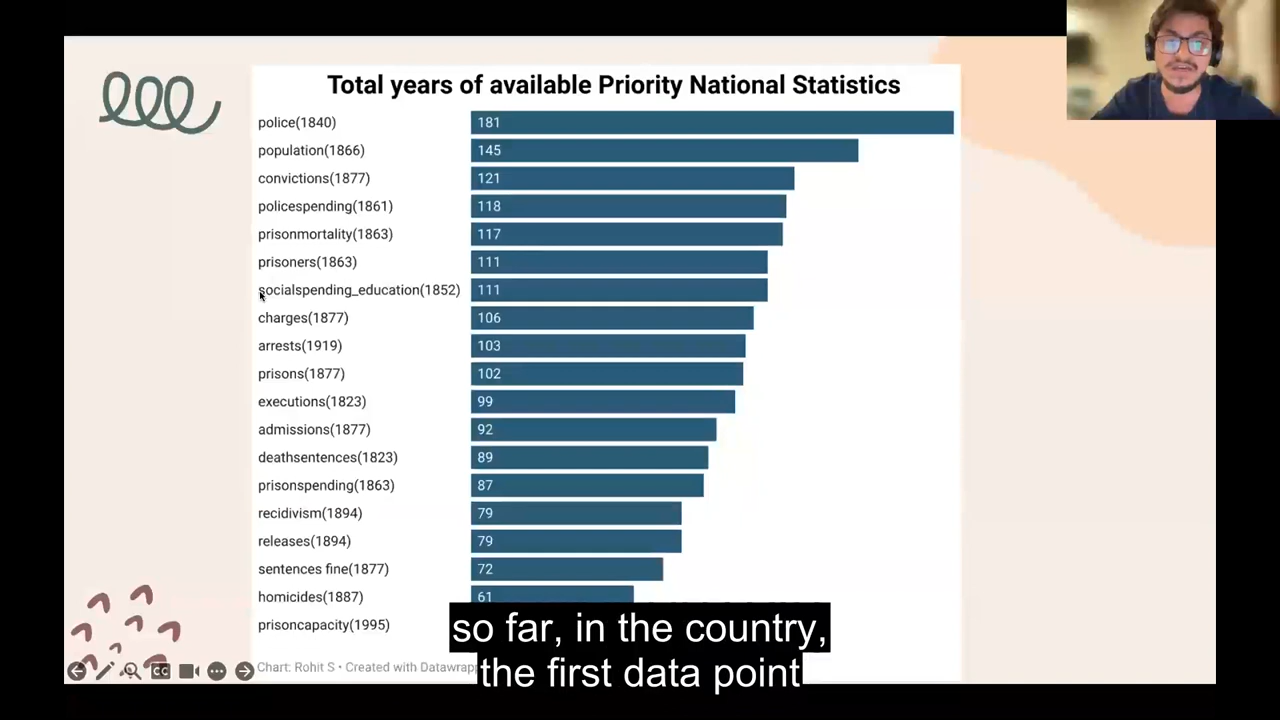 Total years of available Priority National Statistics
police(1840) 181
population(1866) 145
convictions(1877) 121
policespending(1861) 118
prisonmortality(1863) 117
prisoners(1863) 111
socialspending_education(1852) 111
charges(1877) 106
arrests(1919) 103
prisons(1877) 102
executions(1823) 99
admissions(1877) 92
deathsentences(1823) 89
prisonspending(1863) 87
recidivism(1894) 79
releases(1894) 79
sentences fine(1877) 72
homicides(1887) 61
prisoncapacity(1995)
so far, in the country,
the first data point
CC
Chart: Rohit S • Created with Datawrap